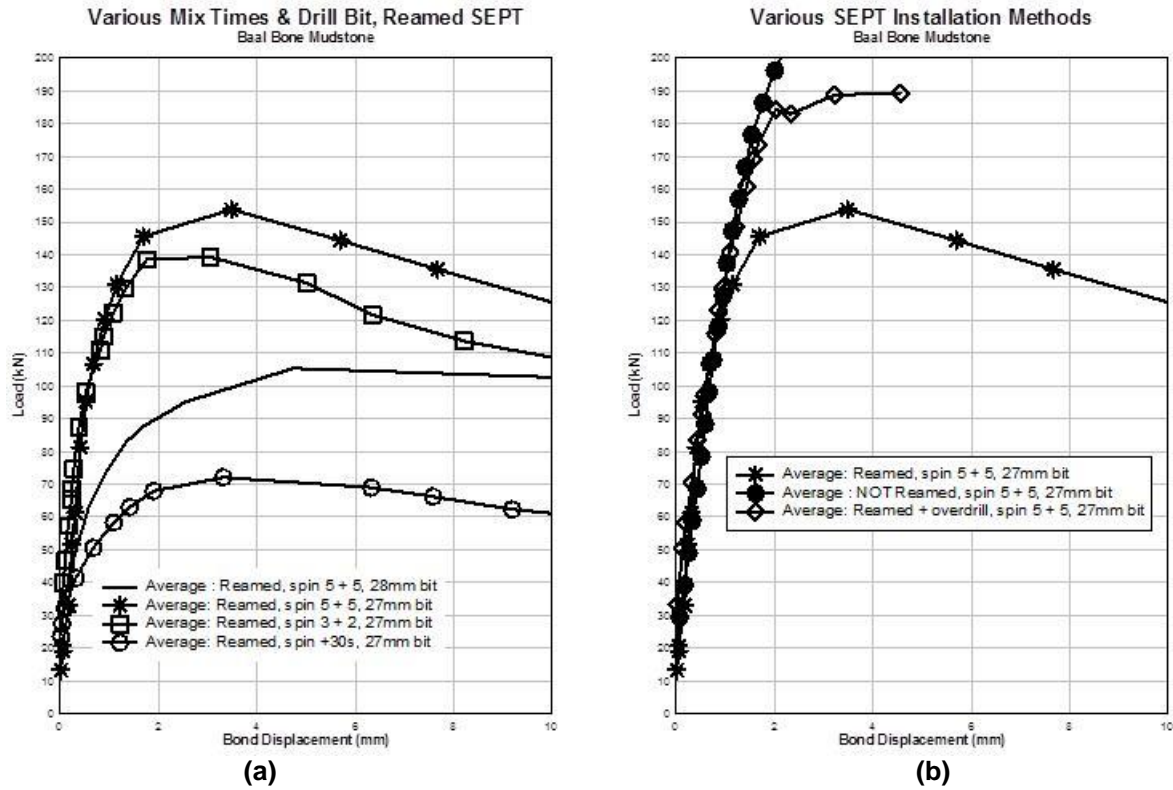 Various Mix Times & Drill Bit, Reamed SEPT
Baal Bone Mudstone
Load (kN)
200
190
180
170
160
150
140
130
120
110
100
90
80
70
60
50
40
30
20
10
0
Average : Reamed, spin 5 + 5, 28mm bit
Average: Reamed, spin 5 + 5, 27mm bit
Average: Reamed, spin 3 + 2, 27mm bit
Average: Reamed, spin +30s, 27mm bit
0 2 4 6 8 10
Bond Displacement (mm)
(a)
Various SEPT Installation Methods
Baal Bone Mudstone
Load (kN)
200
190
180
170
160
150
140
130
120
110
100
90
80
70
60
50
40
30
20
10
0
Average: Reamed, spin 5 + 5, 27mm bit
Average : NOT Reamed, spin 5 + 5, 27mm bit
Average: Reamed + overdrill, spin 5 + 5, 27mm bit
0 2 4 6 8 10
Bond Displacement (mm)
(b)